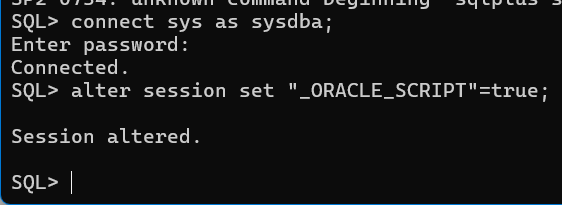 SP2-0734: unknown command beginning "sqlplus s
SQL> connect sys as sysdba;
Enter password:
Connected.
SQL> alter session set "_ORACLE_SCRIPT"=true;
Session altered.
SQL>